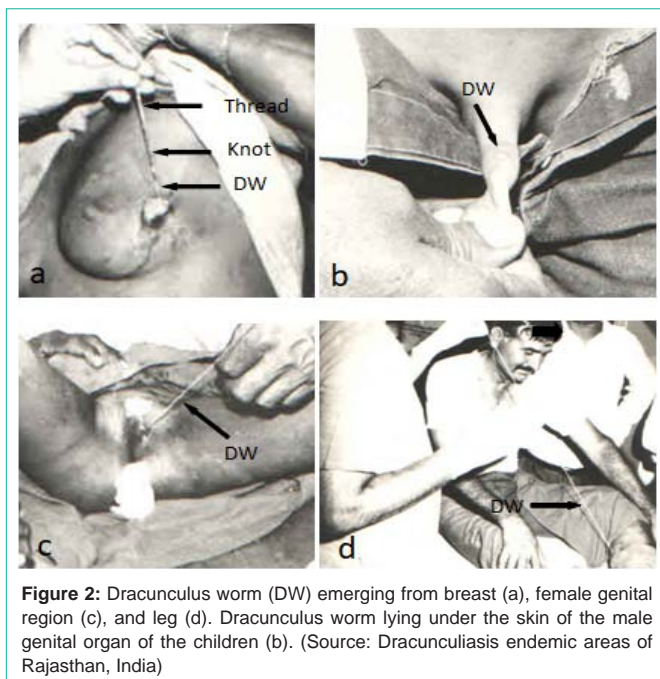 Thread
Knot
DW
a
DW
b
DW
c
DW
d
Figure 2: Dracunculus worm (DW) emerging from breast (a), female genital
region (c), and leg (d). Dracunculus worm lying under the skin of the male
genital organ of the children (b). (Source: Dracunculiasis endemic areas of
Rajasthan, India)